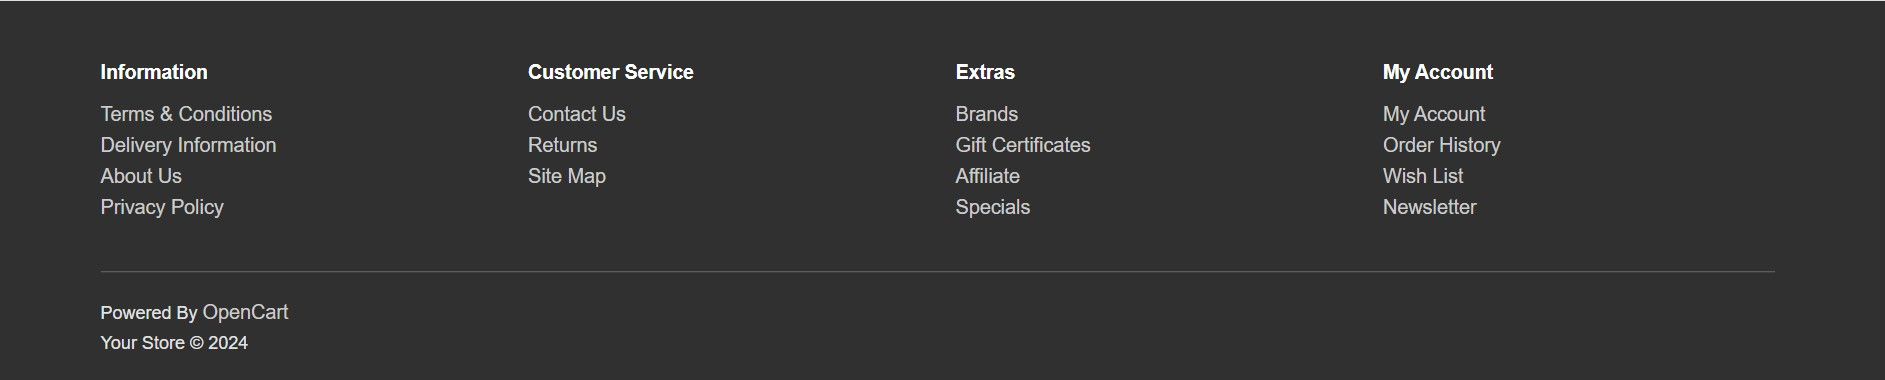 Information
Terms & Conditions
Delivery Information
About Us
Privacy Policy
Customer Service
Contact Us
Returns
Site Map
Extras
Brands
Gift Certificates
Affiliate
Specials
My Account
My Account
Order History
Wish List
Newsletter
Powered By OpenCart
Your Store © 2024